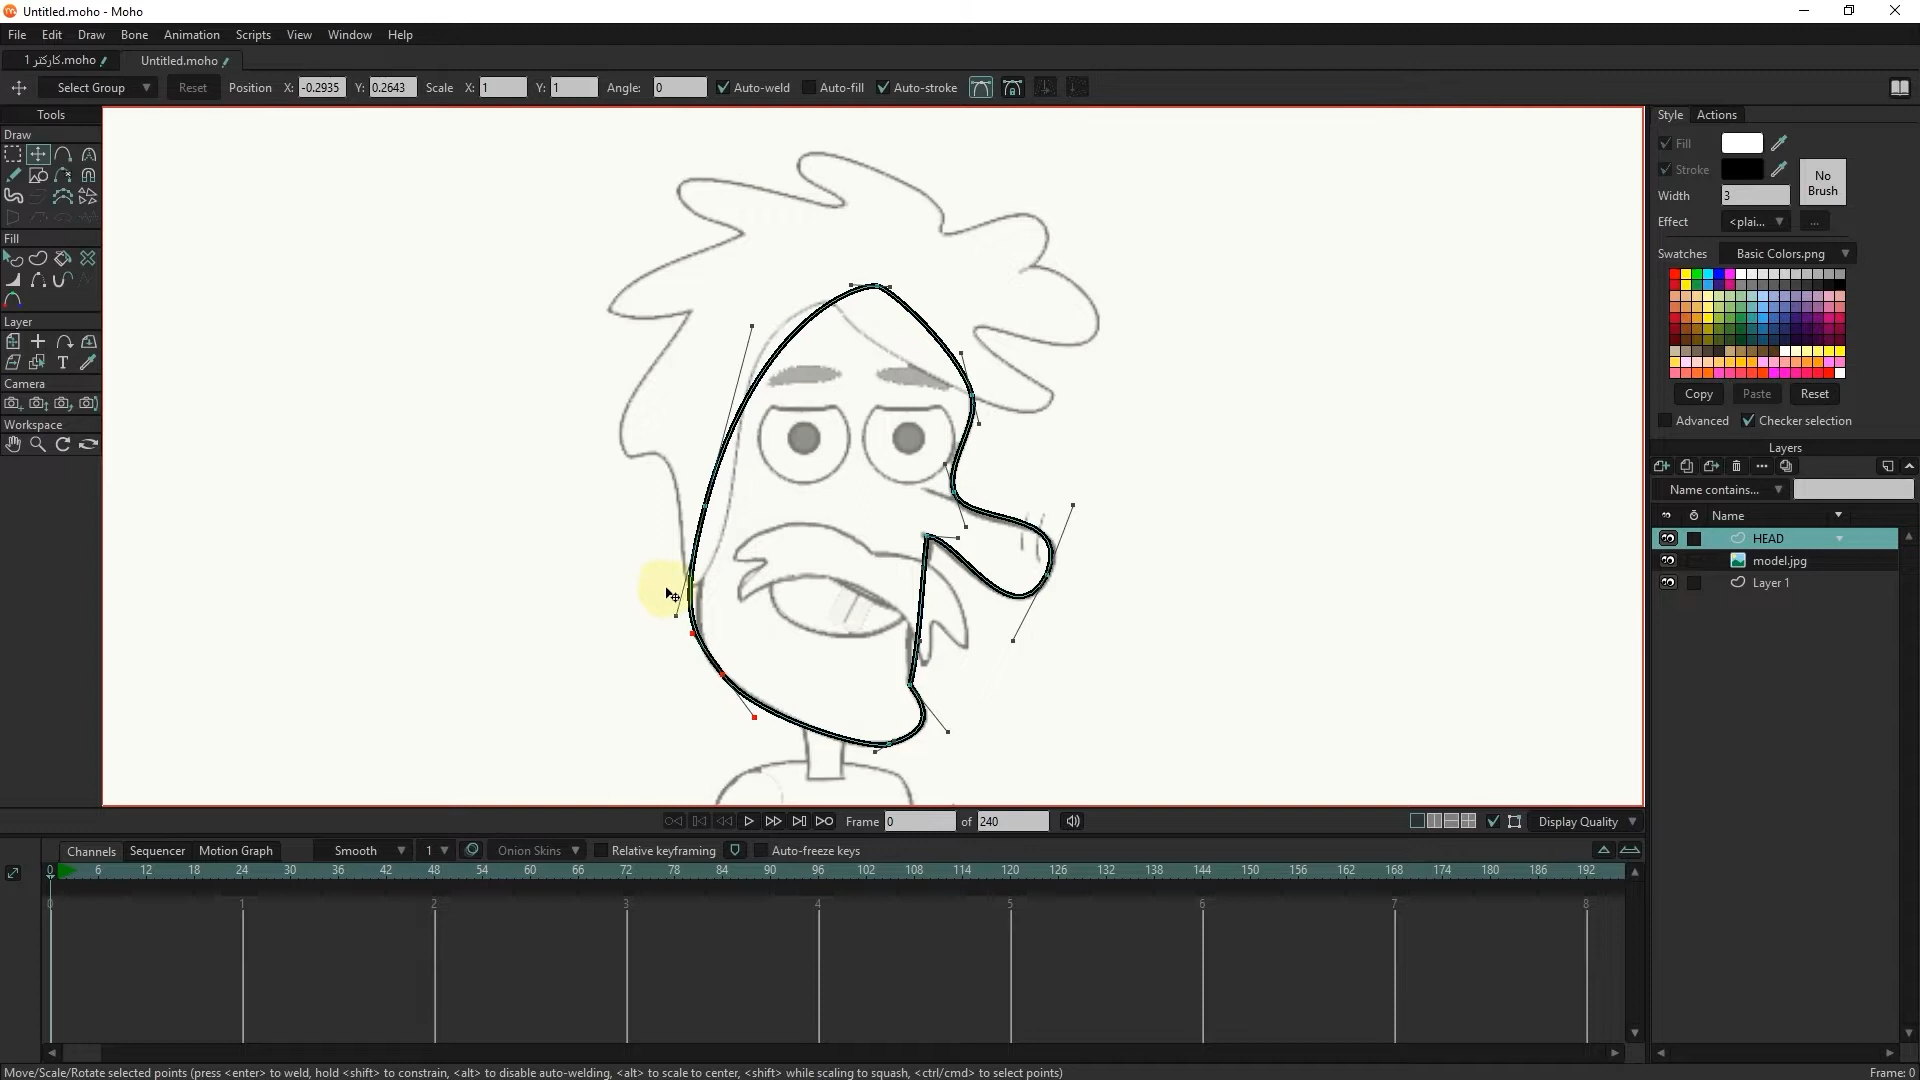 Untitled.moho - Moho
File Edit Draw Bone Animation Scripts View Window Help
کارکتر 1.moho Untitled.moho
Select Group Reset Position X: -0.2935 Y: 0.2643 Scale X: 1 Y: 1 Angle: 0 Auto-weld Auto-fill Auto-stroke
Tools
Draw
Fill
Layer
Camera
Workspace
Style Actions
Fill
Stroke
No Brush
Width 3
Effect <plai... ...
Swatches Basic Colors.png
Copy Paste Reset
Advanced Checker selection
Layers
Name contains...
Name
HEAD
model.jpg
Layer 1
Frame 0 of 240 Display Quality
Channels Sequencer Motion Graph Smooth 1 Onion Skins Relative keyframing Auto-freeze keys
0 6 12 18 24 30 36 42 48 54 60 66 72 78 84 90 96 102 108 114 120 126 132 138 144 150 156 162 168 174 180 186 192
0 1 2 3 4 5 6 7 8
Move/Scale/Rotate selected points (press <enter> to weld, hold <shift> to constrain, <alt> to disable auto-welding, <alt> to scale to center, <shift> while scaling to squash, <ctrl/cmd> to select points) Frame: 0